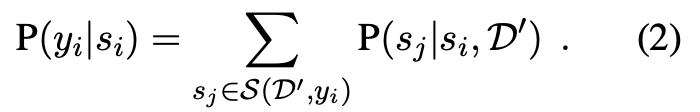 P(y_i|s_i) = ∑_{s_j∈𝒮(𝒟′,y_i)} P(s_j|s_i, 𝒟′) . (2)